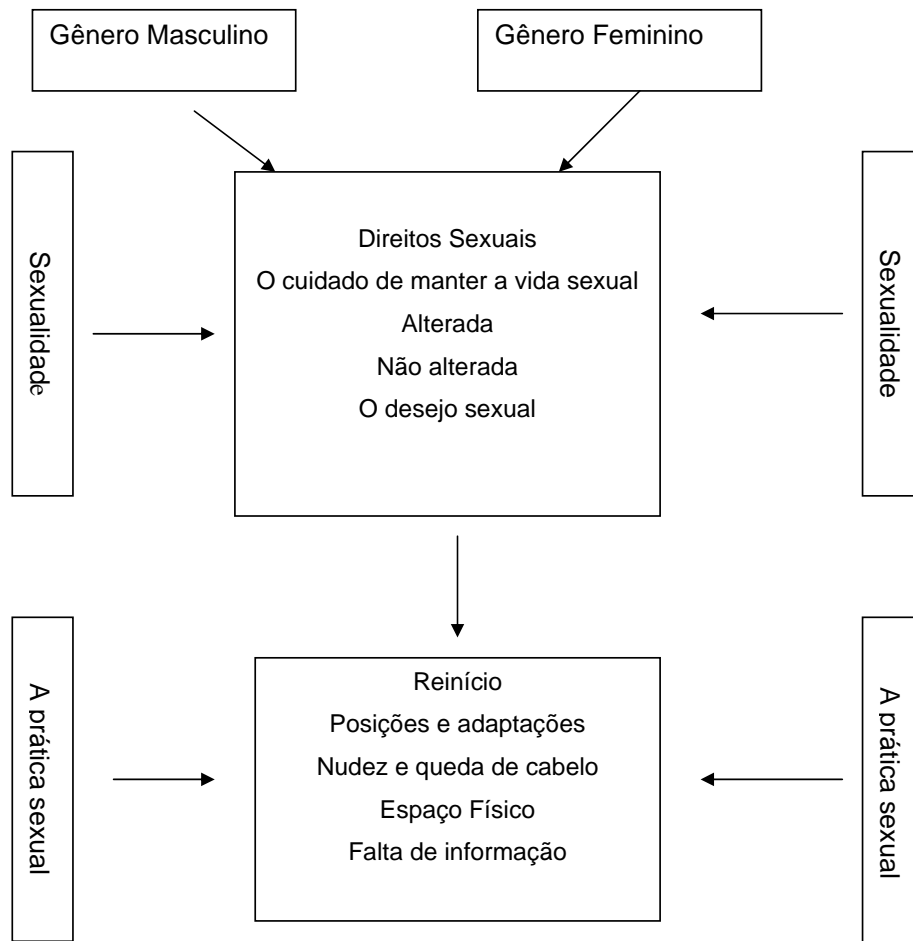 Gênero Masculino
Gênero Feminino
Sexualidade
Direitos Sexuais
O cuidado de manter a vida sexual
Alterada
Não alterada
O desejo sexual
Sexualidade
A prática sexual
Reinício
Posições e adaptações
Nudez e queda de cabelo
Espaço Físico
Falta de informação
A prática sexual